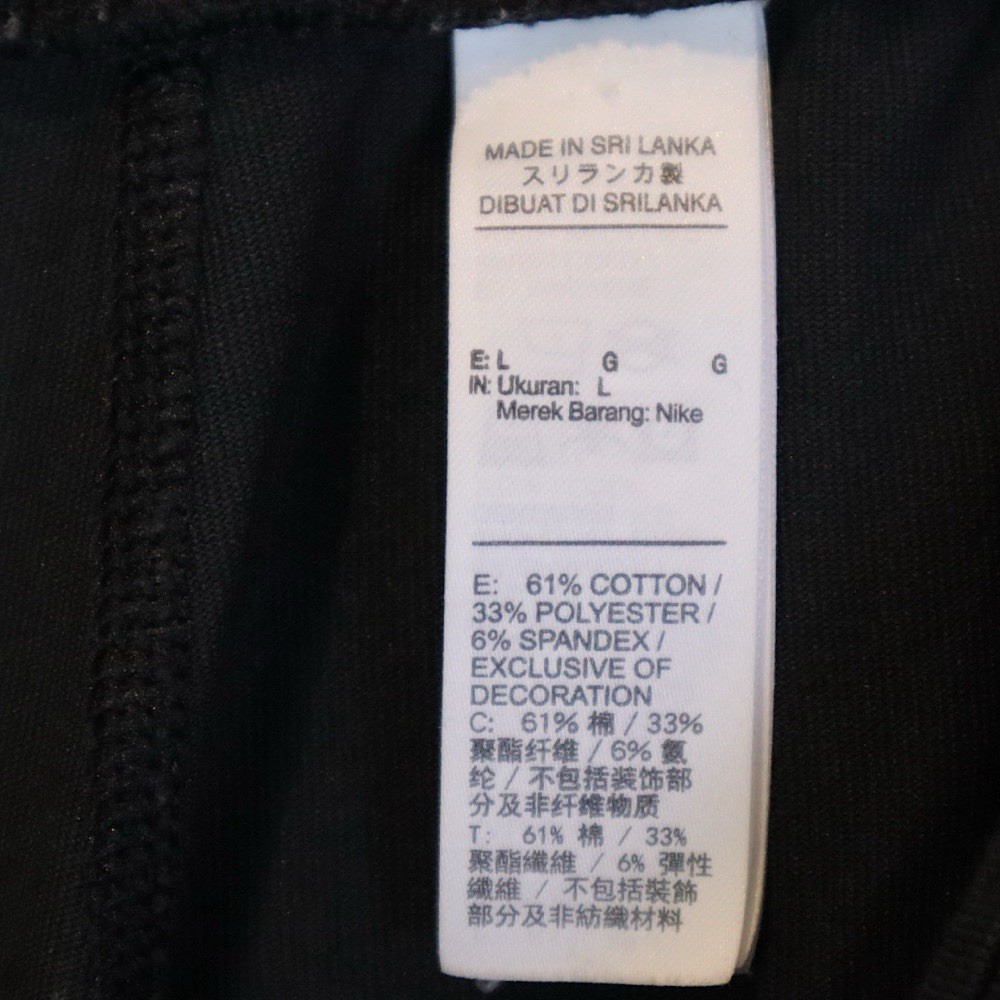 MADE IN SRI LANKA
スリランカ製
DIBUAT DI SRILANKA
E: L G G
IN: Ukuran: L
Merek Barang: Nike
E: 61% COTTON /
33% POLYESTER /
6% SPANDEX /
EXCLUSIVE OF
DECORATION
C: 61% 棉 / 33%
聚酯纤维 / 6% 氨
纶 / 不包括装饰部
分及非纤维物质
T: 61% 棉 / 33%
聚酯纖維 / 6% 彈性
纖維 / 不包括裝飾
部分及非紡織材料